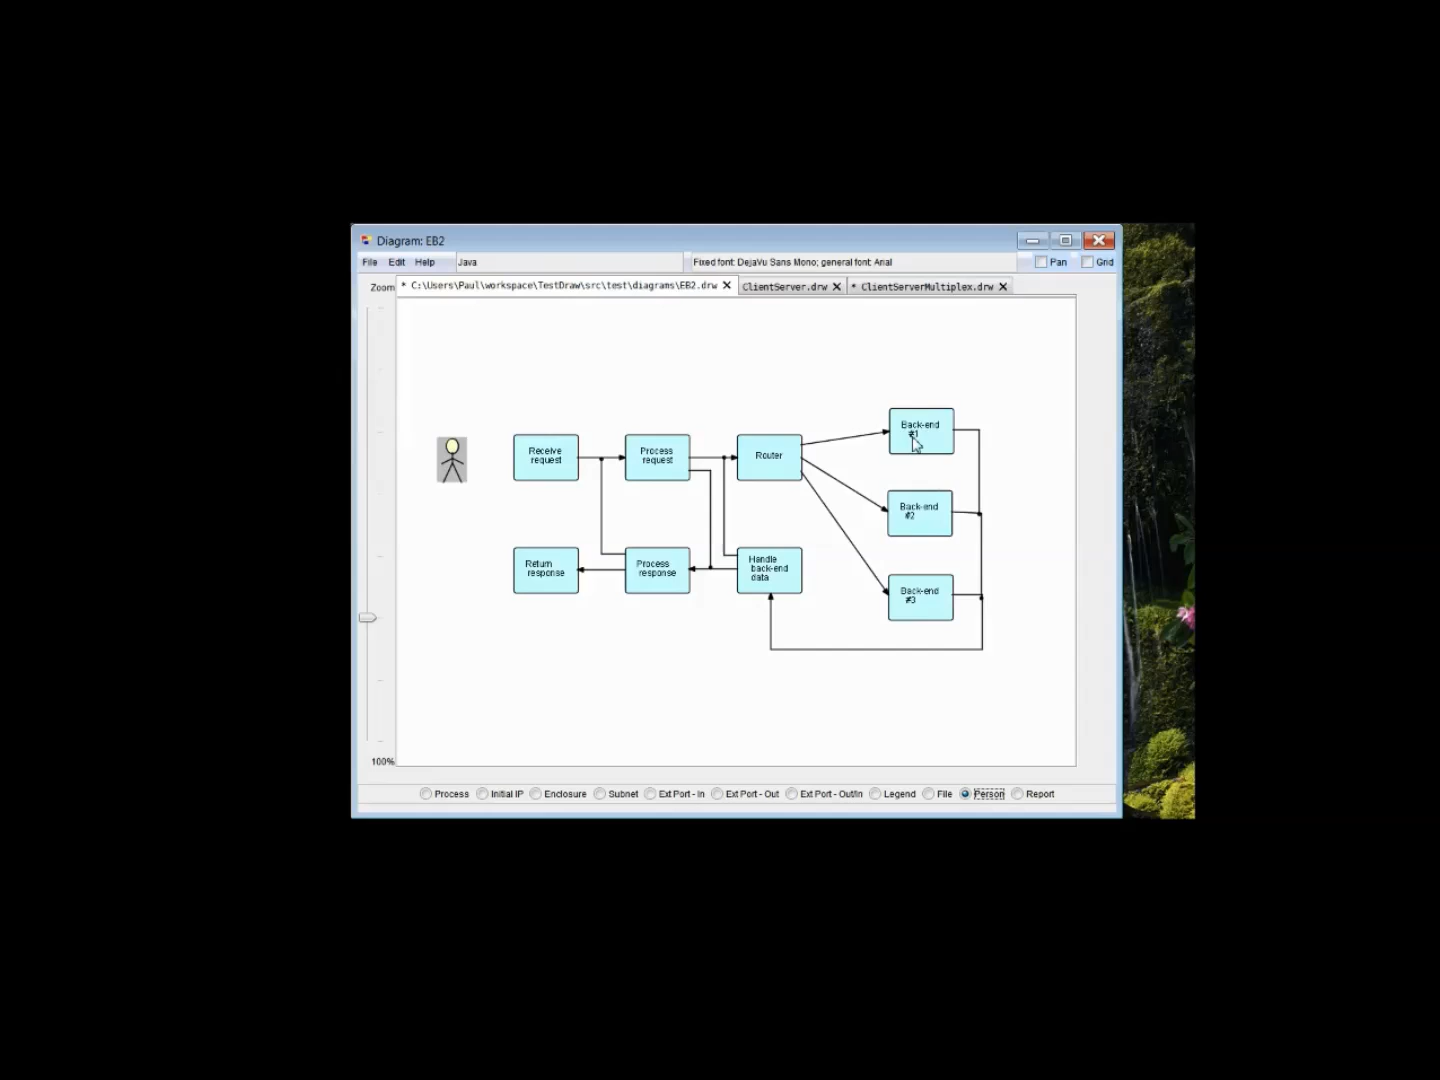 Diagram: EB2
File Edit Help Java Fixed font: DejaVu Sans Mono; general font: Arial Pan Grid
Zoom * C:\Users\Paul\workspace\TestDraw\src\test\diagrams\EB2.drw ClientServer.drw * ClientServerMultiplex.drw
Receive
request
Process
request
Router
Back-end
#1
Back-end
#2
Back-end
#3
Return
response
Process
response
Handle
back-end
data
100%
Process Initial IP Enclosure Subnet Ext Port - In Ext Port - Out Ext Port - Out/In Legend File Person Report